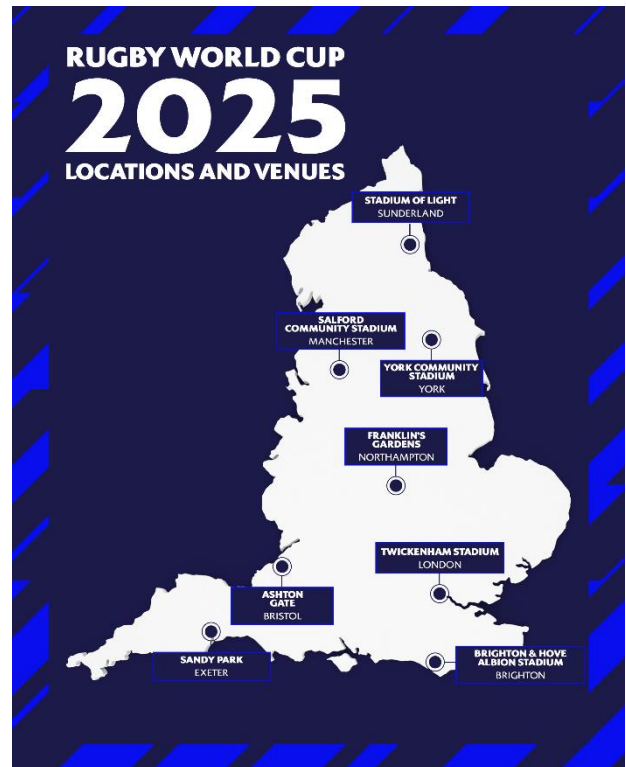 RUGBY WORLD CUP
2025
LOCATIONS AND VENUES
STADIUM OF LIGHT
SUNDERLAND
SALFORD
COMMUNITY STADIUM
MANCHESTER
YORK COMMUNITY
STADIUM
YORK
FRANKLIN'S
GARDENS
NORTHAMPTON
TWICKENHAM STADIUM
LONDON
ASHTON
GATE
BRISTOL
SANDY PARK
EXETER
BRIGHTON & HOVE
ALBION STADIUM
BRIGHTON